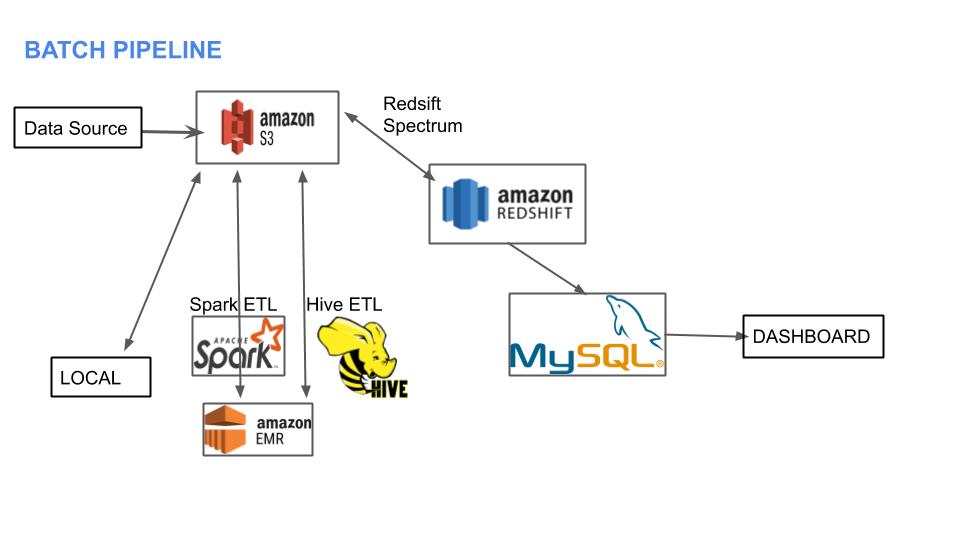 BATCH PIPELINE
Data Source
amazon
S3
Redsift
Spectrum
amazon
REDSHIFT
Spark ETL
Hive ETL
APACHE
Spark
HIVE
MySQL®
DASHBOARD
LOCAL
amazon
EMR